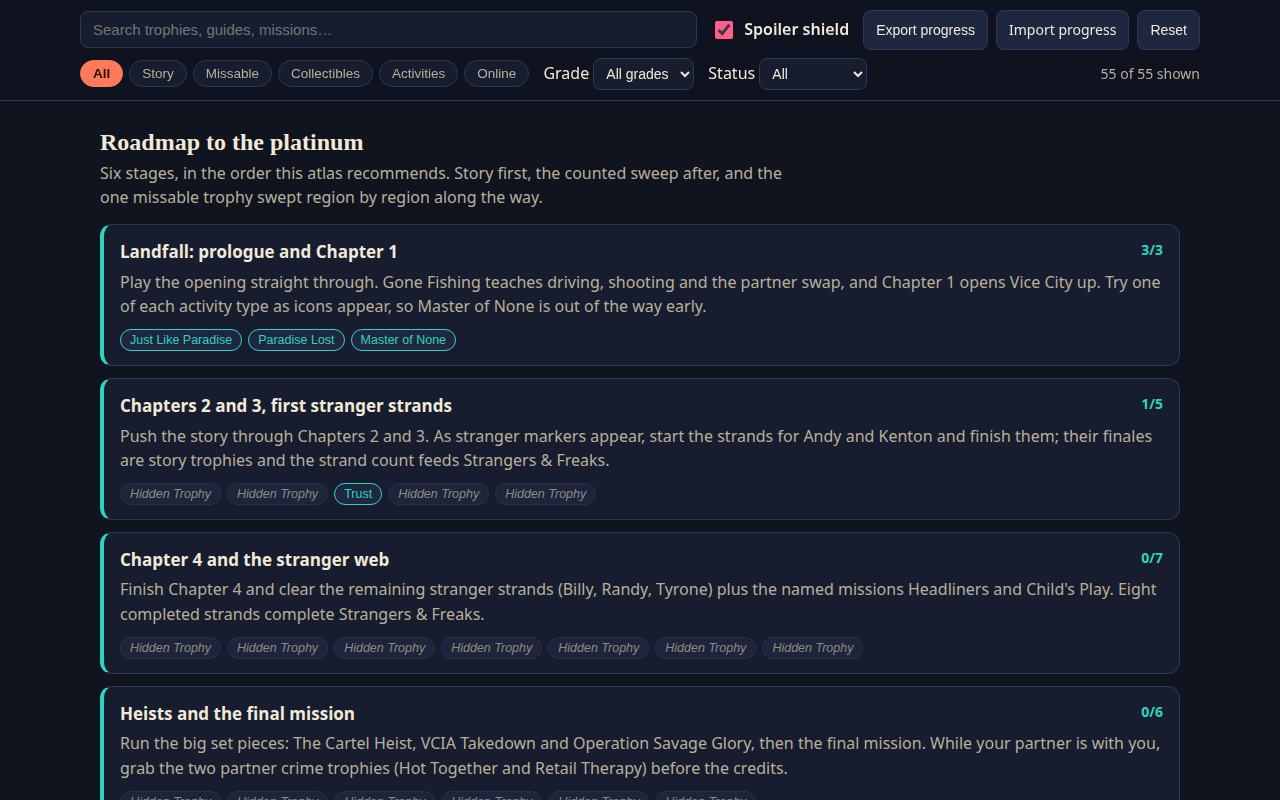 Search trophies, guides, missions…
Spoiler shield
Export progress
Import progress
Reset
All
Story
Missable
Collectibles
Activities
Online
Grade
All grades
Status
All
55 of 55 shown
Roadmap to the platinum
Six stages, in the order this atlas recommends. Story first, the counted sweep after, and the
one missable trophy swept region by region along the way.
Landfall: prologue and Chapter 1
3/3
Play the opening straight through. Gone Fishing teaches driving, shooting and the partner swap, and Chapter 1 opens Vice City up. Try one
of each activity type as icons appear, so Master of None is out of the way early.
Just Like Paradise
Paradise Lost
Master of None
Chapters 2 and 3, first stranger strands
1/5
Push the story through Chapters 2 and 3. As stranger markers appear, start the strands for Andy and Kenton and finish them; their finales
are story trophies and the strand count feeds Strangers & Freaks.
Hidden Trophy
Hidden Trophy
Trust
Hidden Trophy
Hidden Trophy
Chapter 4 and the stranger web
0/7
Finish Chapter 4 and clear the remaining stranger strands (Billy, Randy, Tyrone) plus the named missions Headliners and Child's Play. Eight
completed strands complete Strangers & Freaks.
Hidden Trophy
Hidden Trophy
Hidden Trophy
Hidden Trophy
Hidden Trophy
Hidden Trophy
Hidden Trophy
Heists and the final mission
0/6
Run the big set pieces: The Cartel Heist, VCIA Takedown and Operation Savage Glory, then the final mission. While your partner is with you,
grab the two partner crime trophies (Hot Together and Retail Therapy) before the credits.
Hidden Trophy
Hidden Trophy
Hidden Trophy
Hidden Trophy
Hidden Trophy
Hidden Trophy